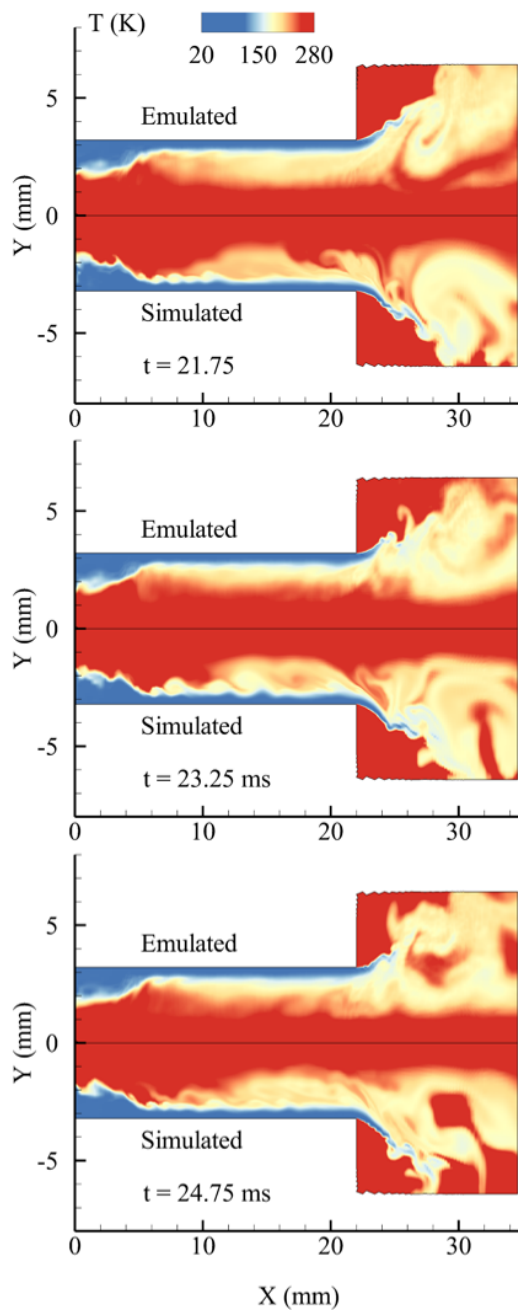 T (K)
20 150 280
5
Emulated
Y (mm)
0
Simulated
-5
t = 21.75
0 10 20 30
5
Emulated
Y (mm)
0
Simulated
-5
t = 23.25 ms
0 10 20 30
5
Emulated
Y (mm)
0
Simulated
-5
t = 24.75 ms
0 10 20 30
X (mm)